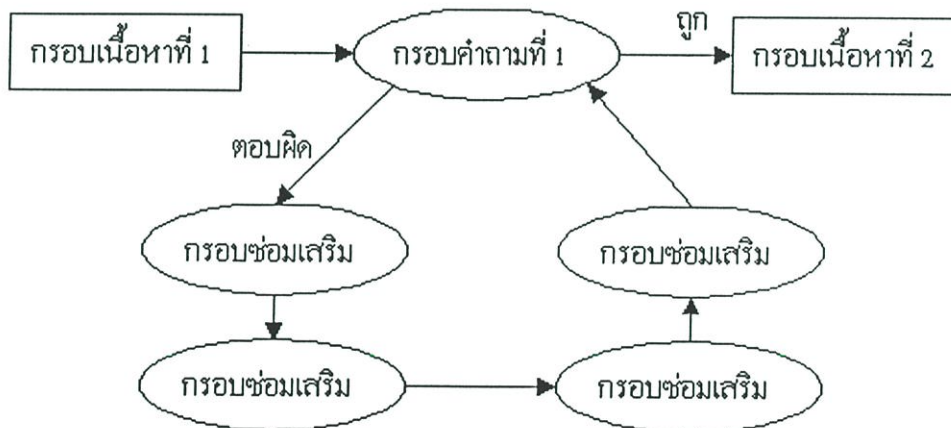 กรอบเนื้อหาที่ 1
กรอบคำถามที่ 1
ถูก
กรอบเนื้อหาที่ 2
ตอบผิด
กรอบซ่อมเสริม
กรอบซ่อมเสริม
กรอบซ่อมเสริม
กรอบซ่อมเสริม